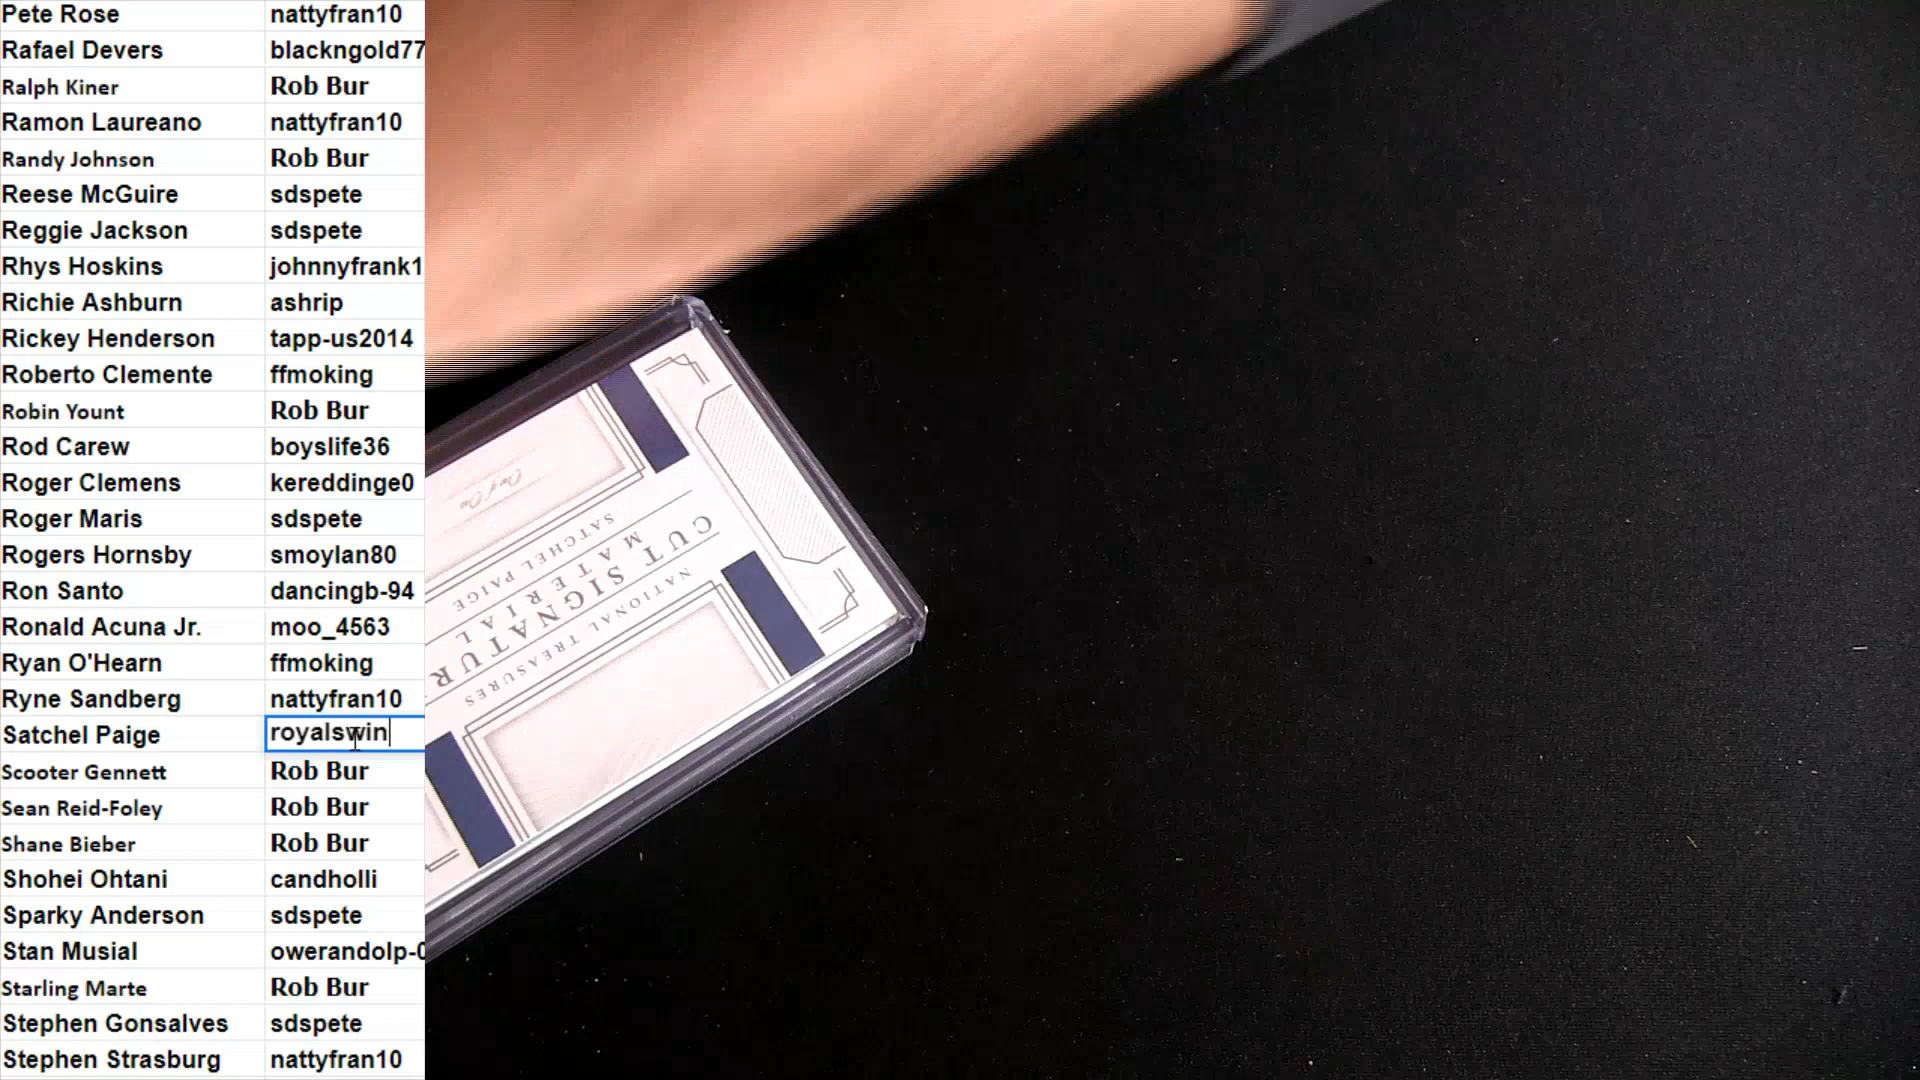 Pete Rose nattyfran10
Rafael Devers blackngold77
Ralph Kiner Rob Bur
Ramon Laureano nattyfran10
Randy Johnson Rob Bur
Reese McGuire sdspete
Reggie Jackson sdspete
Rhys Hoskins johnnyfrank1
Richie Ashburn ashrip
Rickey Henderson tapp-us2014
Roberto Clemente ffmoking
Robin Yount Rob Bur
Rod Carew boyslife36
Roger Clemens kereddinge0
Roger Maris sdspete
Rogers Hornsby smoylan80
Ron Santo dancingb-94
Ronald Acuna Jr. moo_4563
Ryan O'Hearn ffmoking
Ryne Sandberg nattyfran10
Satchel Paige royalswin
Scooter Gennett Rob Bur
Sean Reid-Foley Rob Bur
Shane Bieber Rob Bur
Shohei Ohtani candholli
Sparky Anderson sdspete
Stan Musial owerandolp-0
Starling Marte Rob Bur
Stephen Gonsalves sdspete
Stephen Strasburg nattyfran10
NATIONAL TREASURES
CUT SIGNATUR
MATERIAL
SATCHEL PAIGE
One of One